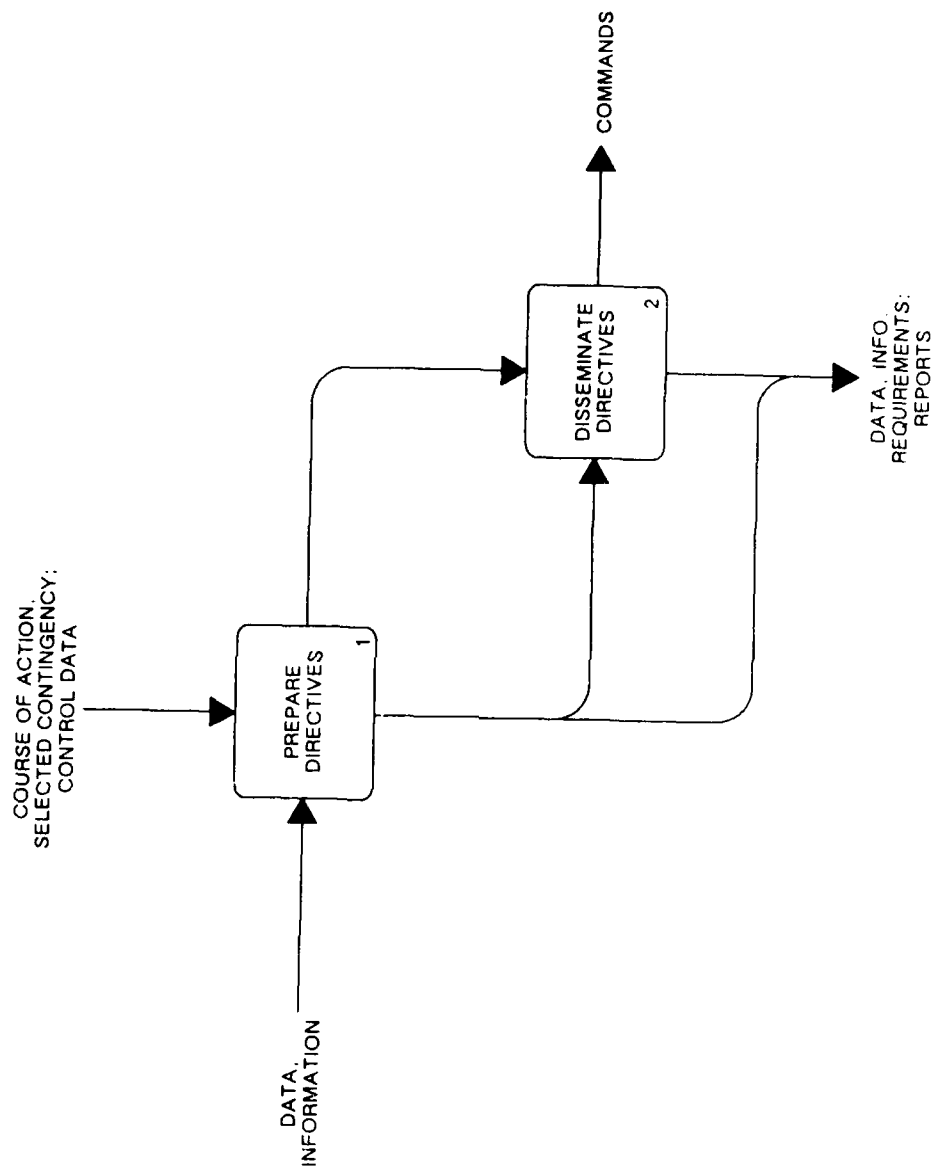 COURSE OF ACTION,
SELECTED CONTINGENCY;
CONTROL DATA
DATA,
INFORMATION
PREPARE
DIRECTIVES
1
DISSEMINATE
DIRECTIVES
2
COMMANDS
DATA, INFO.
REQUIREMENTS;
REPORTS